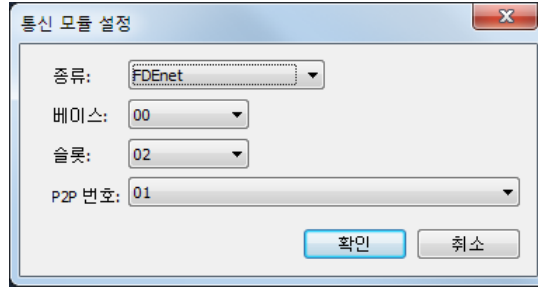 통신 모듈 설정
종류: FDEnet
베이스: 00
슬롯: 02
P2P 번호: 01
확인 취소